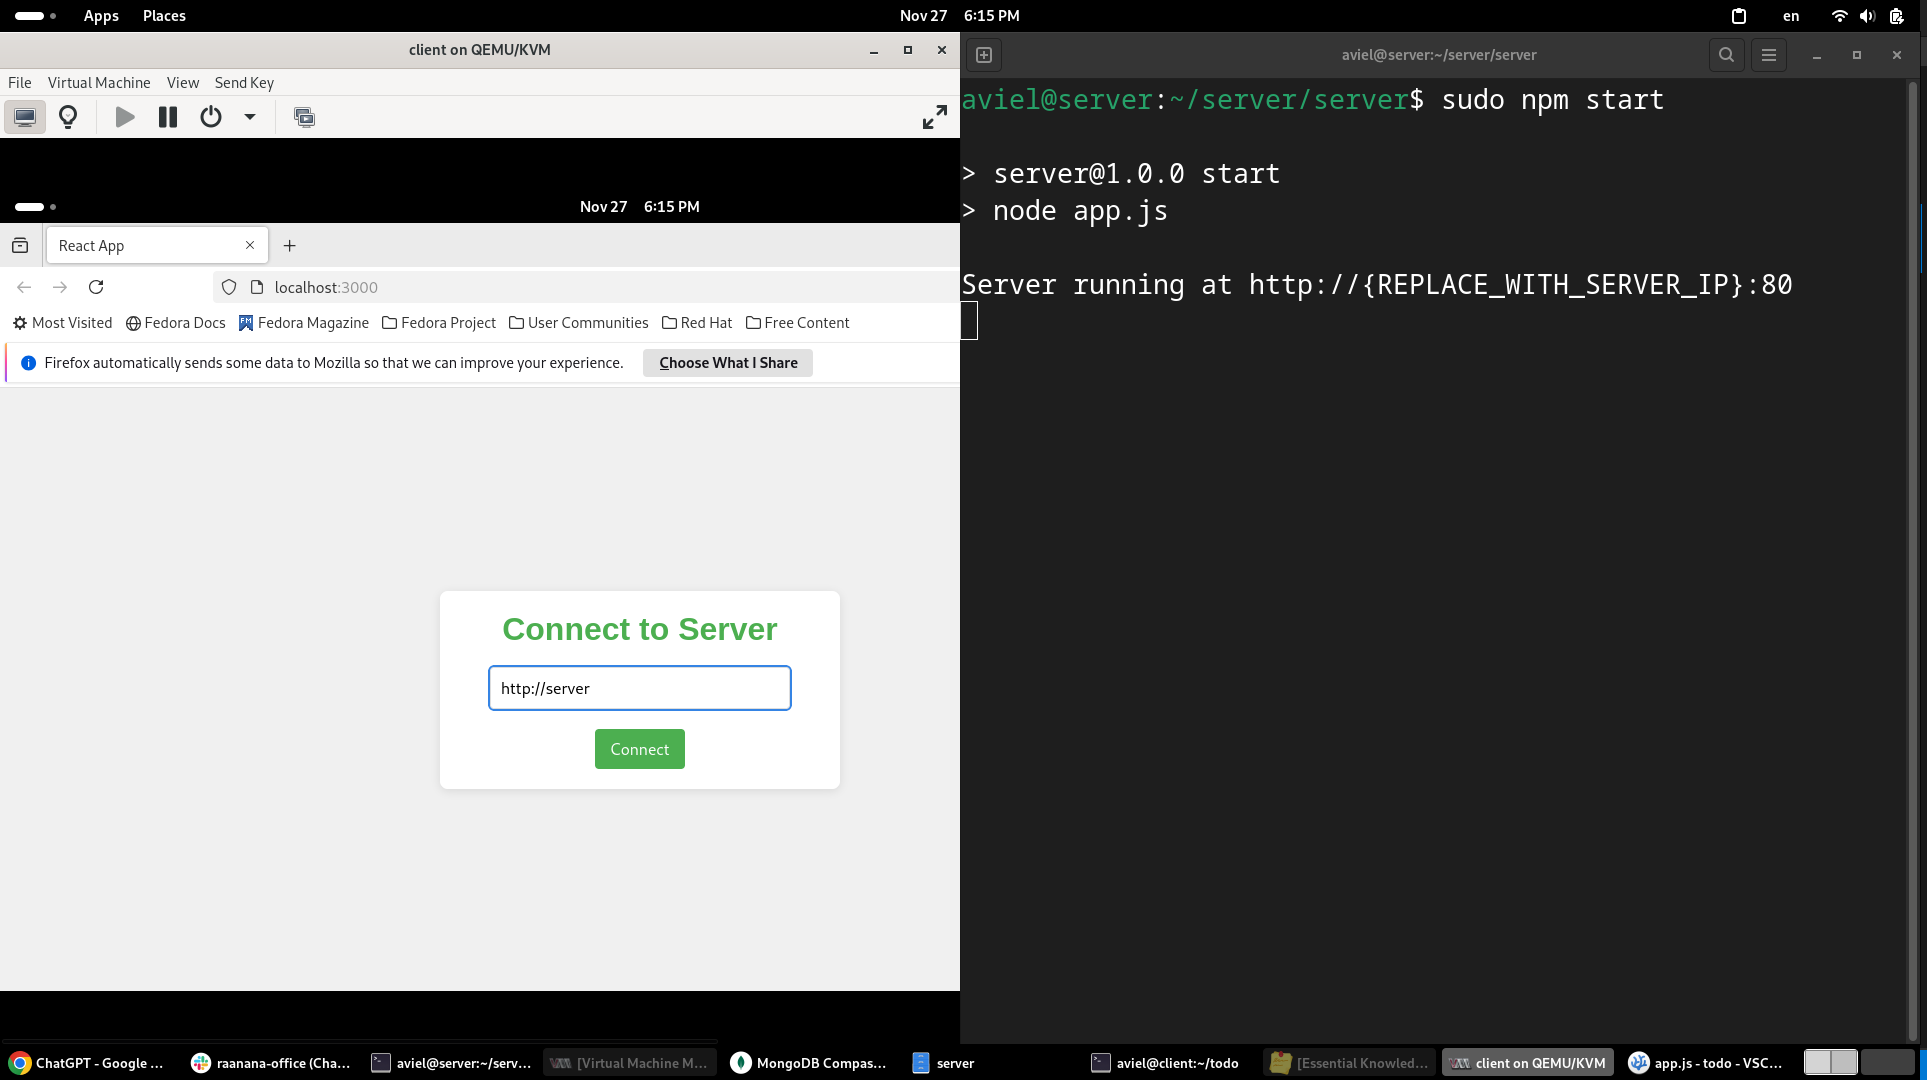 Apps Places Nov 27 6:15 PM en
client on QEMU/KVM
File Virtual Machine View Send Key
Nov 27 6:15 PM
React App
localhost:3000
Most Visited Fedora Docs Fedora Magazine Fedora Project User Communities Red Hat Free Content
Firefox automatically sends some data to Mozilla so that we can improve your experience. Choose What I Share
Connect to Server
http://server
Connect
aviel@server:~/server/server
aviel@server:~/server/server$ sudo npm start
> server@1.0.0 start
> node app.js
Server running at http://{REPLACE_WITH_SERVER_IP}:80
ChatGPT - Google ... raanana-office (Cha... aviel@server:~/serv... [Virtual Machine M... MongoDB Compas... server aviel@client:~/todo [Essential Knowled... client on QEMU/KVM app.js - todo - VSC...